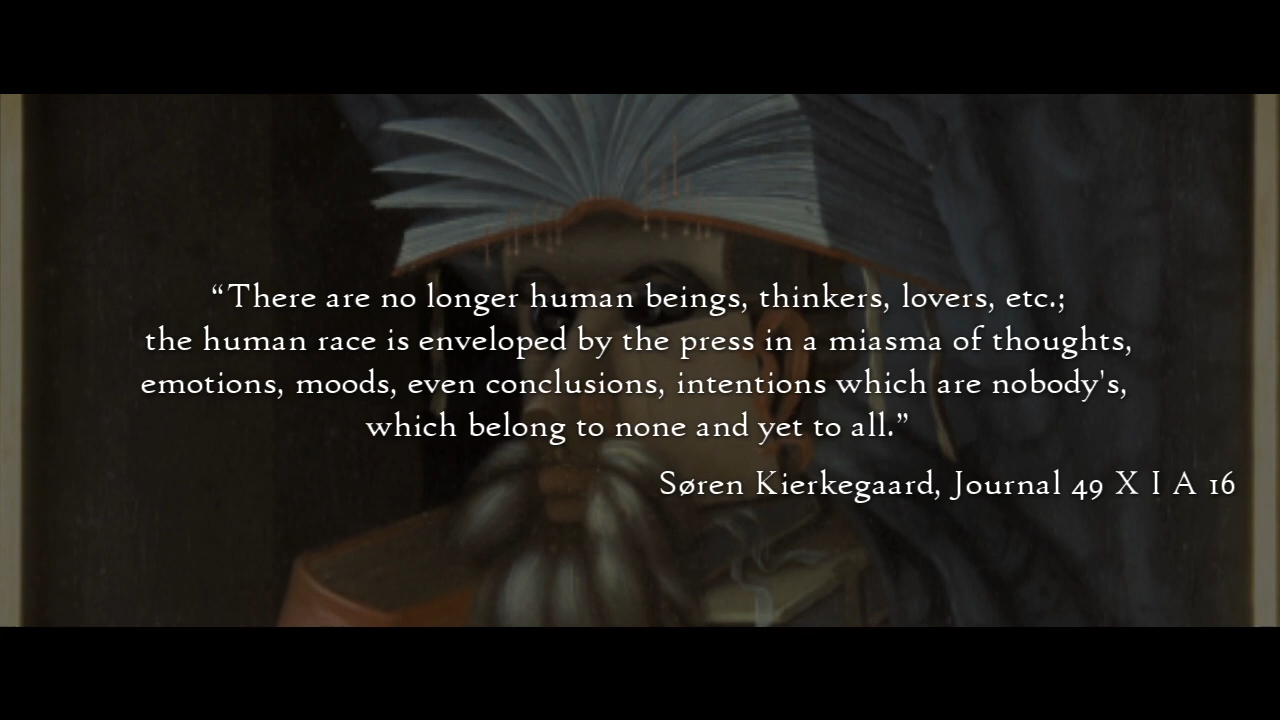 “There are no longer human beings, thinkers, lovers, etc.;
the human race is enveloped by the press in a miasma of thoughts,
emotions, moods, even conclusions, intentions which are nobody's,
which belong to none and yet to all.”
Søren Kierkegaard, Journal 49 X I A 16